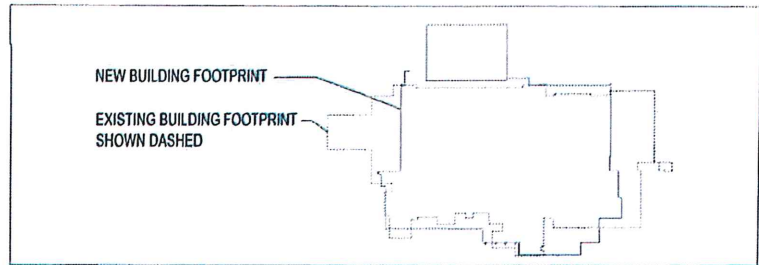 NEW BUILDING FOOTPRINT
EXISTING BUILDING FOOTPRINT
SHOWN DASHED